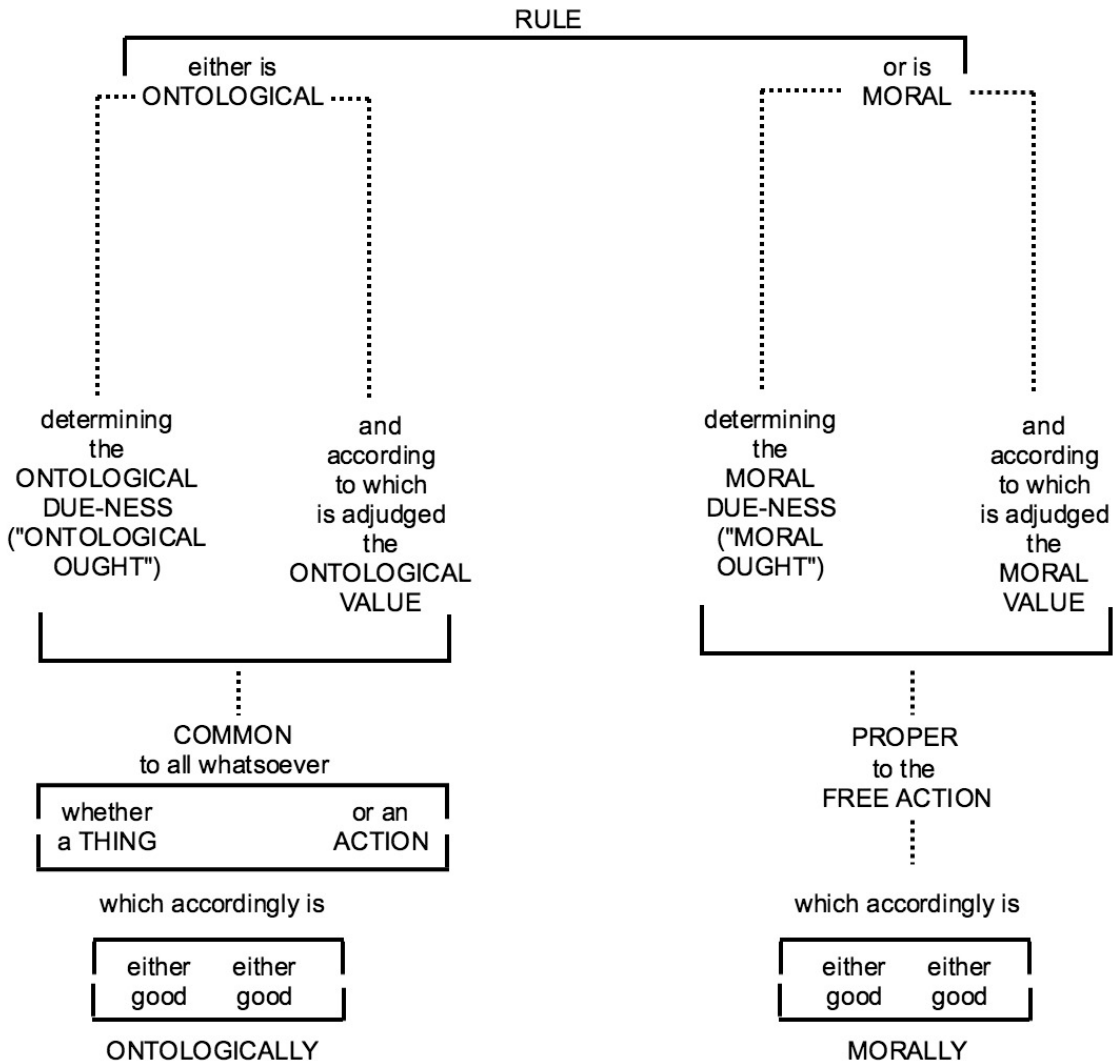 RULE
either is
ONTOLOGICAL
or is
MORAL
determining
the
ONTOLOGICAL
DUE-NESS
("ONTOLOGICAL
OUGHT")
and
according
to which
is adjudged
the
ONTOLOGICAL
VALUE
determining
the
MORAL
DUE-NESS
("MORAL
OUGHT")
and
according
to which
is adjudged
the
MORAL
VALUE
COMMON
to all whatsoever
whether
a THING
or an
ACTION
which accordingly is
either
good
either
good
ONTOLOGICALLY
PROPER
to the
FREE ACTION
which accordingly is
either
good
either
good
MORALLY